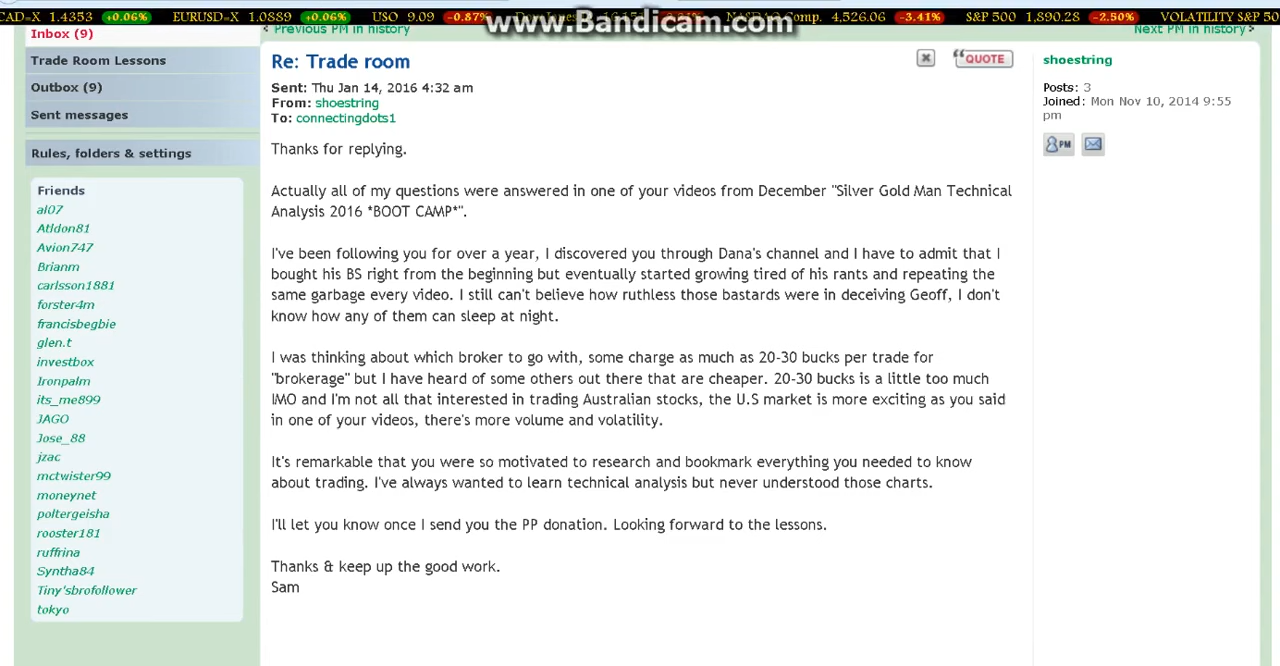 CAD=X 1.4353 +0.06% EURUSD=X 1.0889 +0.06% USO 9.09 -0.87% NASDAQ Comp. 4,526.06 -3.41% S&P 500 1,890.28 -2.50% VOLATILITY S&P 50
www.Bandicam.com
Inbox (9)
Trade Room Lessons
Outbox (9)
Sent messages
Rules, folders & settings
Friends
al07
Atldon81
Avion747
Brianm
carlsson1881
forster4m
francisbegbie
glen.t
investbox
Ironpalm
its_me899
JAGO
Jose_88
jzac
mctwister99
moneynet
poltergeisha
rooster181
ruffrina
Syntha84
Tiny'sbrofollower
tokyo
< Previous PM in history
Next PM in history >
Re: Trade room
QUOTE
Sent: Thu Jan 14, 2016 4:32 am
From: shoestring
To: connectingdots1
Thanks for replying.
Actually all of my questions were answered in one of your videos from December "Silver Gold Man Technical
Analysis 2016 *BOOT CAMP*".
I've been following you for over a year, I discovered you through Dana's channel and I have to admit that I
bought his BS right from the beginning but eventually started growing tired of his rants and repeating the
same garbage every video. I still can't believe how ruthless those bastards were in deceiving Geoff, I don't
know how any of them can sleep at night.
I was thinking about which broker to go with, some charge as much as 20-30 bucks per trade for
"brokerage" but I have heard of some others out there that are cheaper. 20-30 bucks is a little too much
IMO and I'm not all that interested in trading Australian stocks, the U.S market is more exciting as you said
in one of your videos, there's more volume and volatility.
It's remarkable that you were so motivated to research and bookmark everything you needed to know
about trading. I've always wanted to learn technical analysis but never understood those charts.
I'll let you know once I send you the PP donation. Looking forward to the lessons.
Thanks & keep up the good work.
Sam
shoestring
Posts: 3
Joined: Mon Nov 10, 2014 9:55
pm
PM